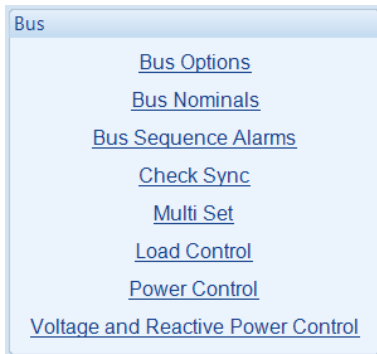 Bus
Bus Options
Bus Nominals
Bus Sequence Alarms
Check Sync
Multi Set
Load Control
Power Control
Voltage and Reactive Power Control